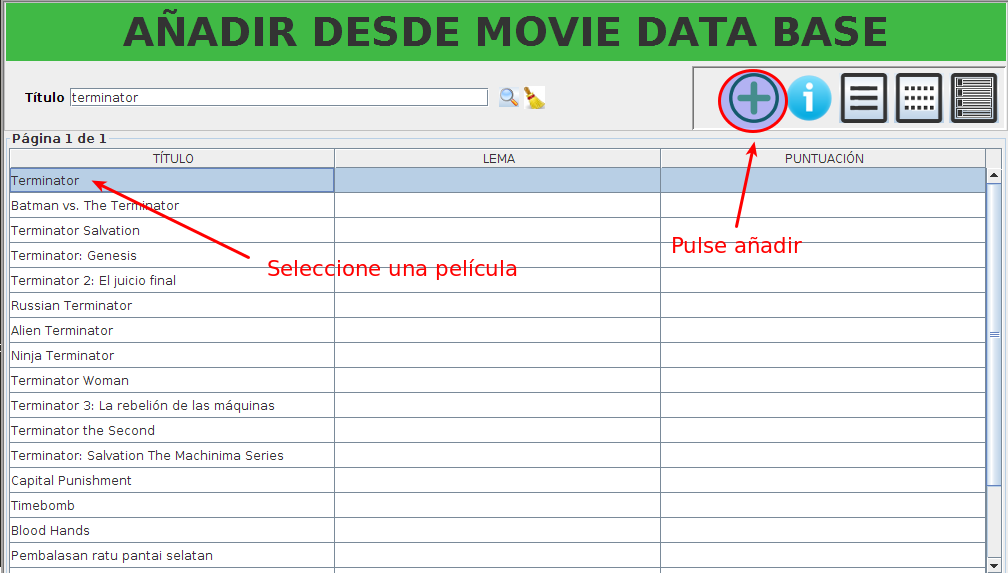 AÑADIR DESDE MOVIE DATA BASE
Título terminator
Página 1 de 1
TÍTULO LEMA PUNTUACIÓN
Terminator
Batman vs. The Terminator
Terminator Salvation
Pulse añadir
Terminator: Genesis
Seleccione una película
Terminator 2: El juicio final
Russian Terminator
Alien Terminator
Ninja Terminator
Terminator Woman
Terminator 3: La rebelión de las máquinas
Terminator the Second
Terminator: Salvation The Machinima Series
Capital Punishment
Timebomb
Blood Hands
Pembalasan ratu pantai selatan